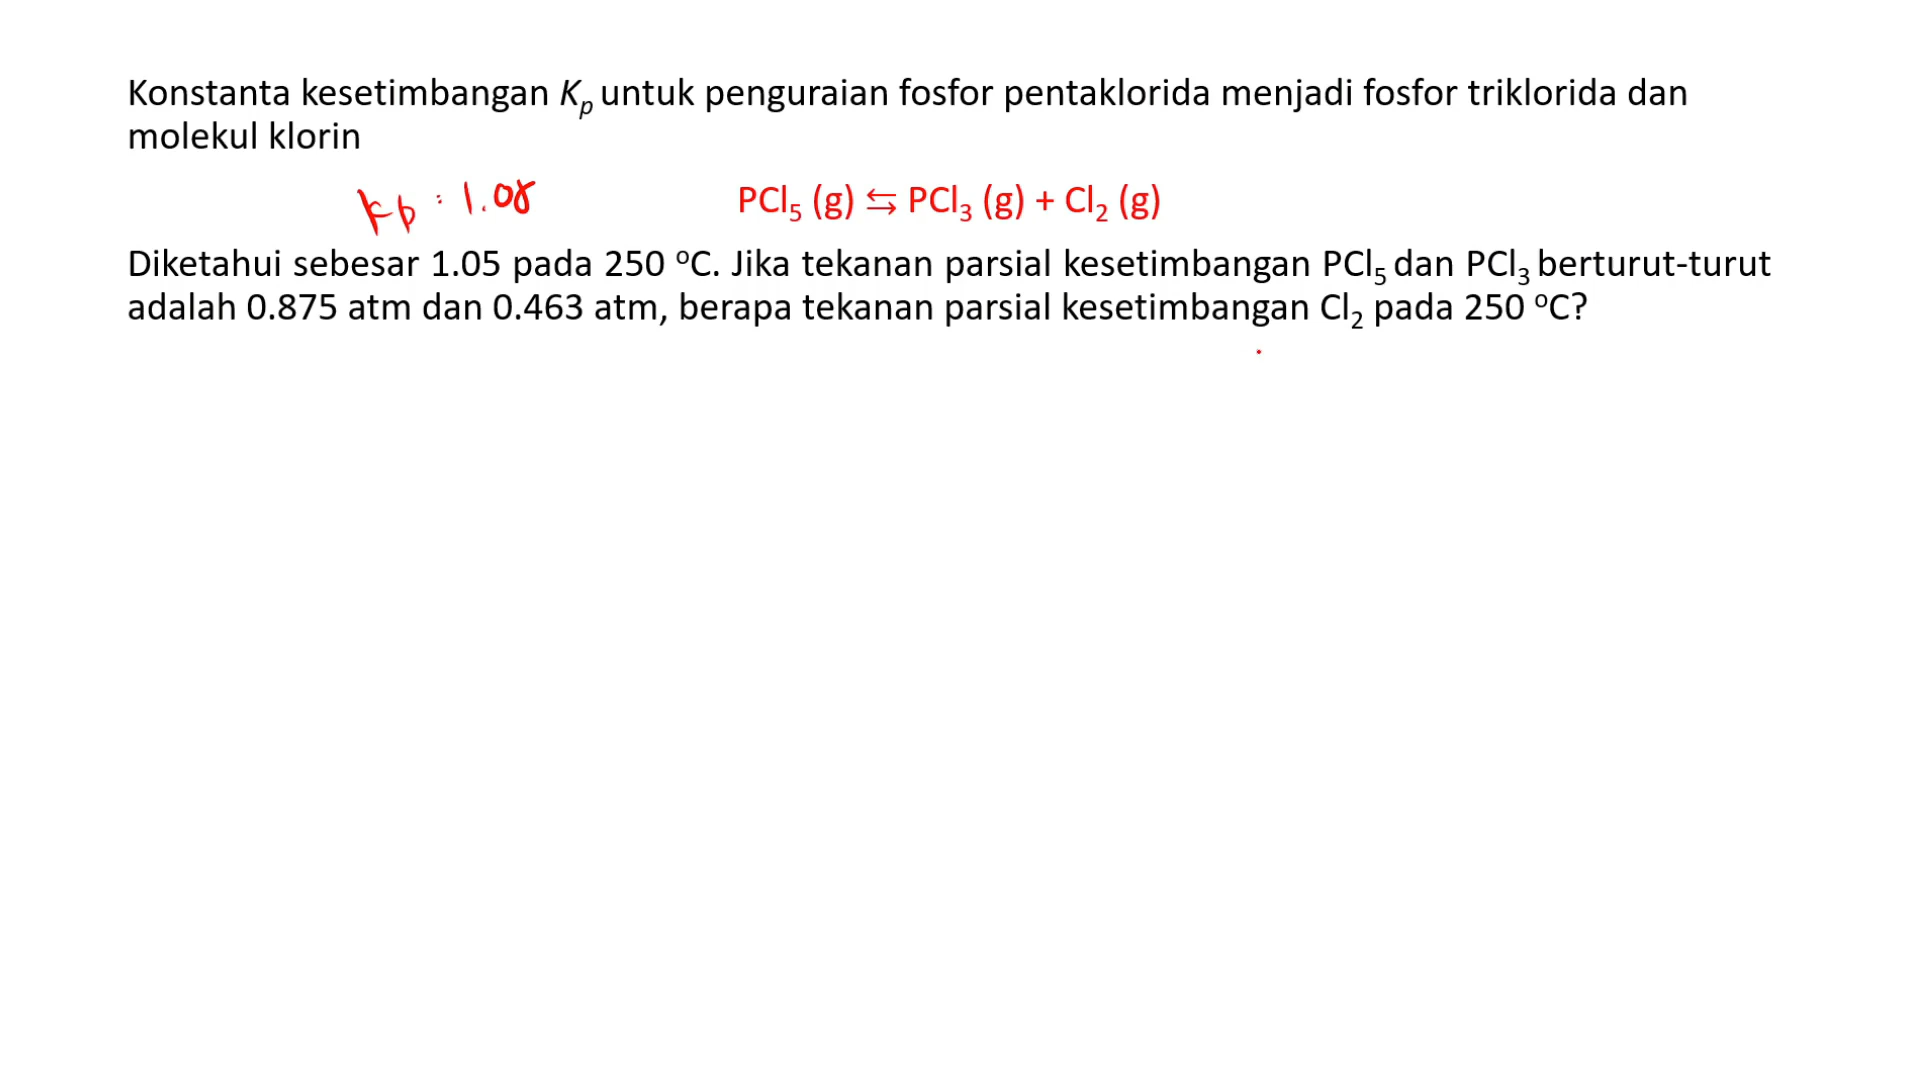 Konstanta kesetimbangan Kₚ untuk penguraian fosfor pentaklorida menjadi fosfor triklorida dan
molekul klorin
Kp : 1.08
PCl₅ (g) ⇆ PCl₃ (g) + Cl₂ (g)
Diketahui sebesar 1.05 pada 250 ᵒC. Jika tekanan parsial kesetimbangan PCl₅ dan PCl₃ berturut-turut
adalah 0.875 atm dan 0.463 atm, berapa tekanan parsial kesetimbangan Cl₂ pada 250 ᵒC?